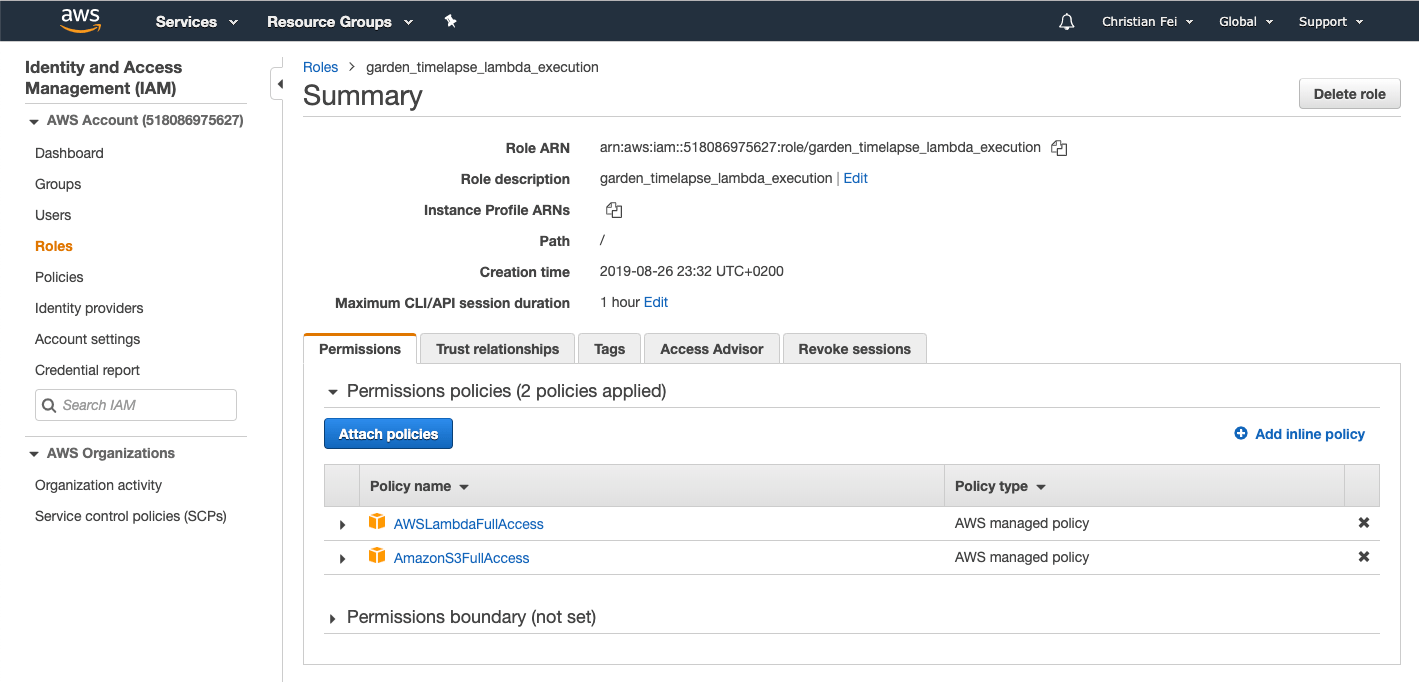 aws Services Resource Groups Christian Fei Global Support
Identity and Access
Management (IAM)
AWS Account (518086975627)
Dashboard
Groups
Users
Roles
Policies
Identity providers
Account settings
Credential report
Search IAM
AWS Organizations
Organization activity
Service control policies (SCPs)
Roles > garden_timelapse_lambda_execution
Summary
Delete role
Role ARN arn:aws:iam::518086975627:role/garden_timelapse_lambda_execution
Role description garden_timelapse_lambda_execution | Edit
Instance Profile ARNs
Path /
Creation time 2019-08-26 23:32 UTC+0200
Maximum CLI/API session duration 1 hour Edit
Permissions Trust relationships Tags Access Advisor Revoke sessions
Permissions policies (2 policies applied)
Attach policies Add inline policy
Policy name Policy type
AWSLambdaFullAccess AWS managed policy
AmazonS3FullAccess AWS managed policy
Permissions boundary (not set)